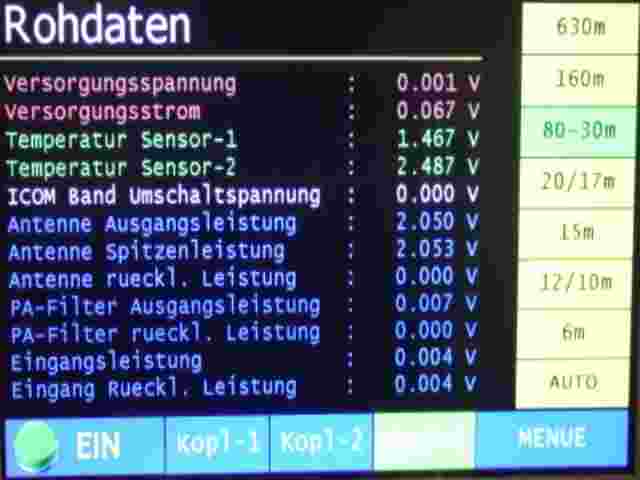 Rohdaten
Versorgungsspannung : 0.001 V
Versorgungsstrom : 0.067 V
Temperatur Sensor-1 : 1.467 V
Temperatur Sensor-2 : 2.487 V
ICOM Band Umschaltspannung : 0.000 V
Antenne Ausgangsleistung : 2.050 V
Antenne Spitzenleistung : 2.053 V
Antenne rueckl. Leistung : 0.000 V
PA-Filter Ausgangsleistung : 0.007 V
PA-Filter rueckl. Leistung : 0.000 V
Eingangsleistung : 0.004 V
Eingang Rueckl. Leistung : 0.004 V
630m
160m
80-30m
20/17m
15m
12/10m
6m
AUTO
EIN Kopl-1 Kopl-2 MENUE